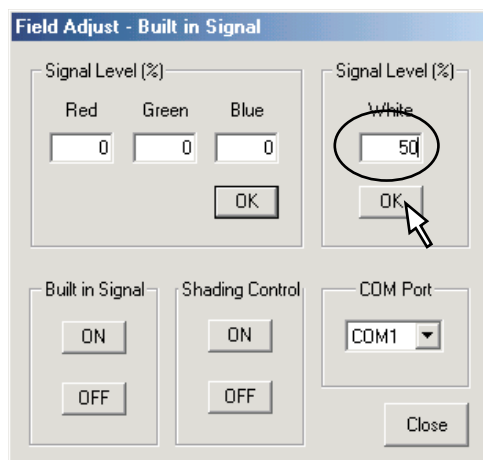 Field Adjust - Built in Signal
Signal Level (%)
Red Green Blue
0 0 0
OK
Signal Level (%)
White
50
OK
Built in Signal
ON
OFF
Shading Control
ON
OFF
COM Port
COM1
Close